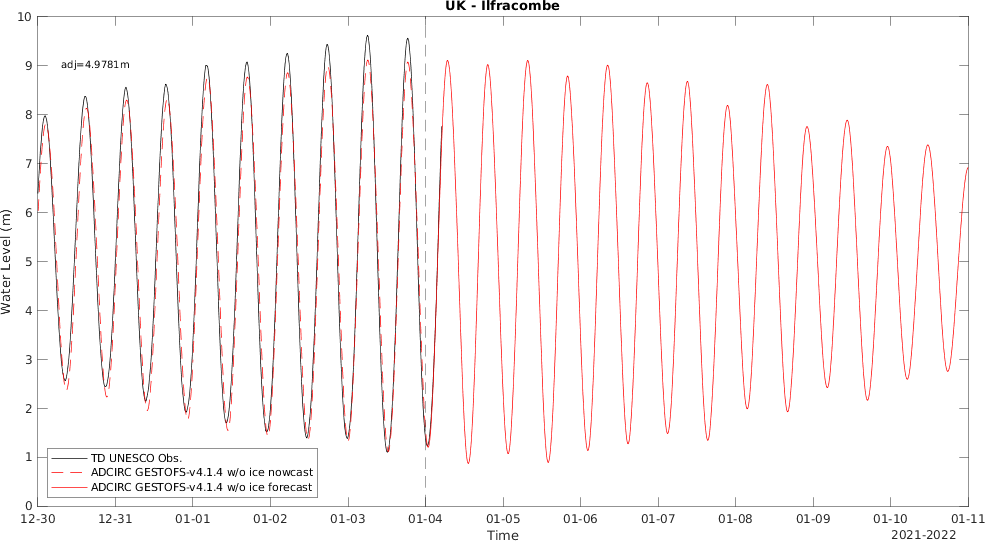 UK - Ilfracombe
10
9
8
7
6
5
4
3
2
1
0
Water Level (m)
adj=4.9781m
TD UNESCO Obs.
ADCIRC GESTOFS-v4.1.4 w/o ice nowcast
ADCIRC GESTOFS-v4.1.4 w/o ice forecast
12-30 12-31 01-01 01-02 01-03 01-04 01-05 01-06 01-07 01-08 01-09 01-10 01-11
Time
2021-2022